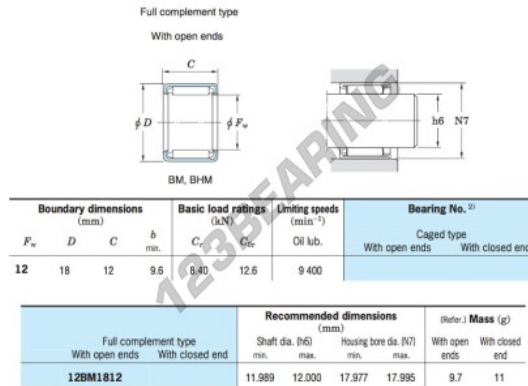 Full complement type
With open ends
C
φD
φFw
h6
N7
BM, BHM
123BEARING
Boundary dimensions
(mm)
Basic load ratings
(kN)
Limiting speeds
(min⁻¹)
Bearing No. ²⁾
Fw D C b min. Cr C0r Oil lub. Caged type
With open ends With closed end
12 18 12 9.6 8.40 12.6 9 400
Recommended dimensions
(mm)
(Refer.) Mass (g)
Full complement type
With open ends With closed end
Shaft dia. (h6) Housing bore dia. (N7)
min. max. min. max.
With open ends With closed end
12BM1812 11.989 12.000 17.977 17.995 9.7 11